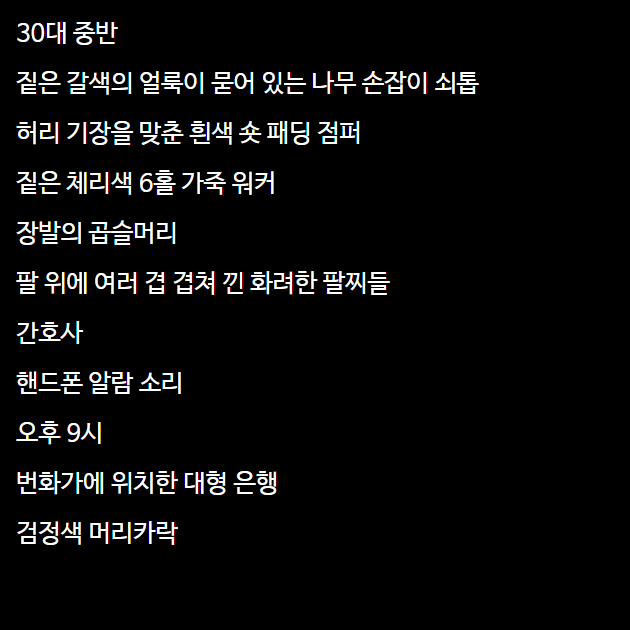 30대 중반
짙은 갈색의 얼룩이 묻어 있는 나무 손잡이 쇠톱
허리 기장을 맞춘 흰색 숏 패딩 점퍼
짙은 체리색 6홀 가죽 워커
장발의 곱슬머리
팔 위에 여러 겹 겹쳐 낀 화려한 팔찌들
간호사
핸드폰 알람 소리
오후 9시
번화가에 위치한 대형 은행
검정색 머리카락